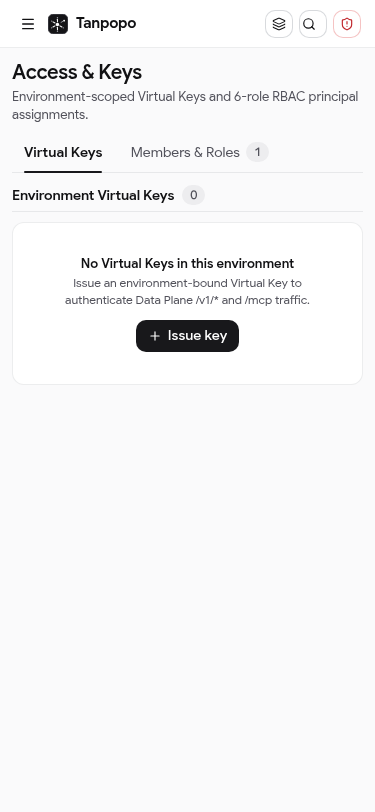 Tanpopo
Access & Keys
Environment-scoped Virtual Keys and 6-role RBAC principal
assignments.
Virtual Keys
Members & Roles 1
Environment Virtual Keys 0
No Virtual Keys in this environment
Issue an environment-bound Virtual Key to
authenticate Data Plane /v1/* and /mcp traffic.
+ Issue key